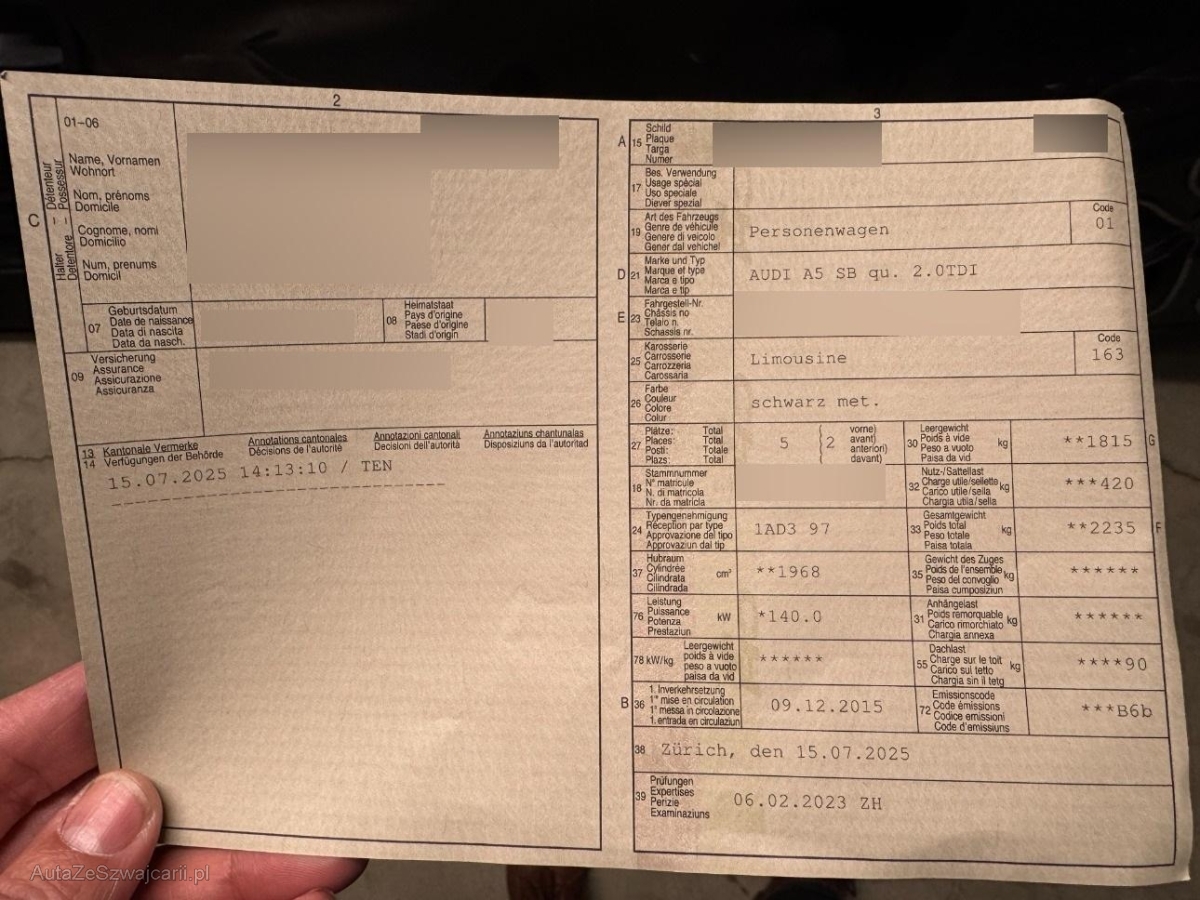 2
01-06
Name, Vornamen
Wohnort
Nom, prénoms
Domicile
Cognome, nomi
Domicilio
Num, prenums
Domicil
C
Halter – Détenteur
Detentore – Possessur
07
Geburtsdatum
Date de naissance
Data di nascita
Data da nasch.
08
Heimatstaat
Pays d'origine
Paese d'origine
Stadi d'origin
09
Versicherung
Assurance
Assicurazione
Assicuranza
13
14
Kantonale Vermerke
Verfügungen der Behörde
Annotations cantonales
Décisions de l'autorité
Annotazioni cantonali
Decisioni dell'autorità
Annotaziuns chantunalas
Disposiziuns da l'autoritad
15.07.2025 14:13:10 / TEN
3
A
15
Schild
Plaque
Targa
Numer
17
Bes. Verwendung
Usage spécial
Uso speciale
Diever spezial
19
Art des Fahrzeugs
Genre de véhicule
Genere di veicolo
Gener dal vehichel
Personenwagen
Code
01
D
21
Marke und Typ
Marque et type
Marca e tipo
Marca e tip
AUDI A5 SB qu. 2.0TDI
E
23
Fahrgestell-Nr.
Châssis no
Telaio n.
Schassis nr.
25
Karosserie
Carrosserie
Carrozzeria
Carossaria
Limousine
Code
163
26
Farbe
Couleur
Colore
Colur
schwarz met.
27
Plätze: Total
Places: Total
Posti: Totale
Plazs: Total
5
2
vorne)
avant)
anteriori)
davant)
30
Leergewicht
Poids à vide
Peso a vuoto
Paisa da vid
kg
**1815
G
18
Stammnummer
N° matricule
N. di matricola
Nr. da matricla
32
Nutz-/Sattellast
Charge utile/sellette
Carico utile/sella
Chargia utila/sella
kg
***420
24
Typengenehmigung
Réception par type
Approvazione del tipo
Approvaziun dal tip
1AD3 97
33
Gesamtgewicht
Poids total
Peso totale
Paisa totala
kg
**2235
F
37
Hubraum
Cylindrée
Cilindrata
Cilindrada
cm³
**1968
35
Gewicht des Zuges
Poids de l'ensemble
Peso del convoglio
Paisa cumposiziun
kg
******
76
Leistung
Puissance
Potenza
Prestaziun
kW
*140.0
31
Anhängelast
Poids remorquable
Carico rimorchiato
Chargia annexa
kg
******
78 kW/kg
Leergewicht
poids à vide
peso a vuoto
paisa da vid
******
55
Dachlast
Charge sur le toit
Carico sul tetto
Chargia sin il tetg
kg
****90
B
36
1. Inverkehrsetzung
1re mise en circulation
1a messa in circolazione
1. entrada en circulaziun
09.12.2015
72
Emissionscode
Code émissions
Codice emissioni
Code d'emissiuns
***B6b
38
Zürich, den 15.07.2025
39
Prüfungen
Expertises
Perizie
Examinaziuns
06.02.2023 ZH
AutaZeSzwajcarii.pl